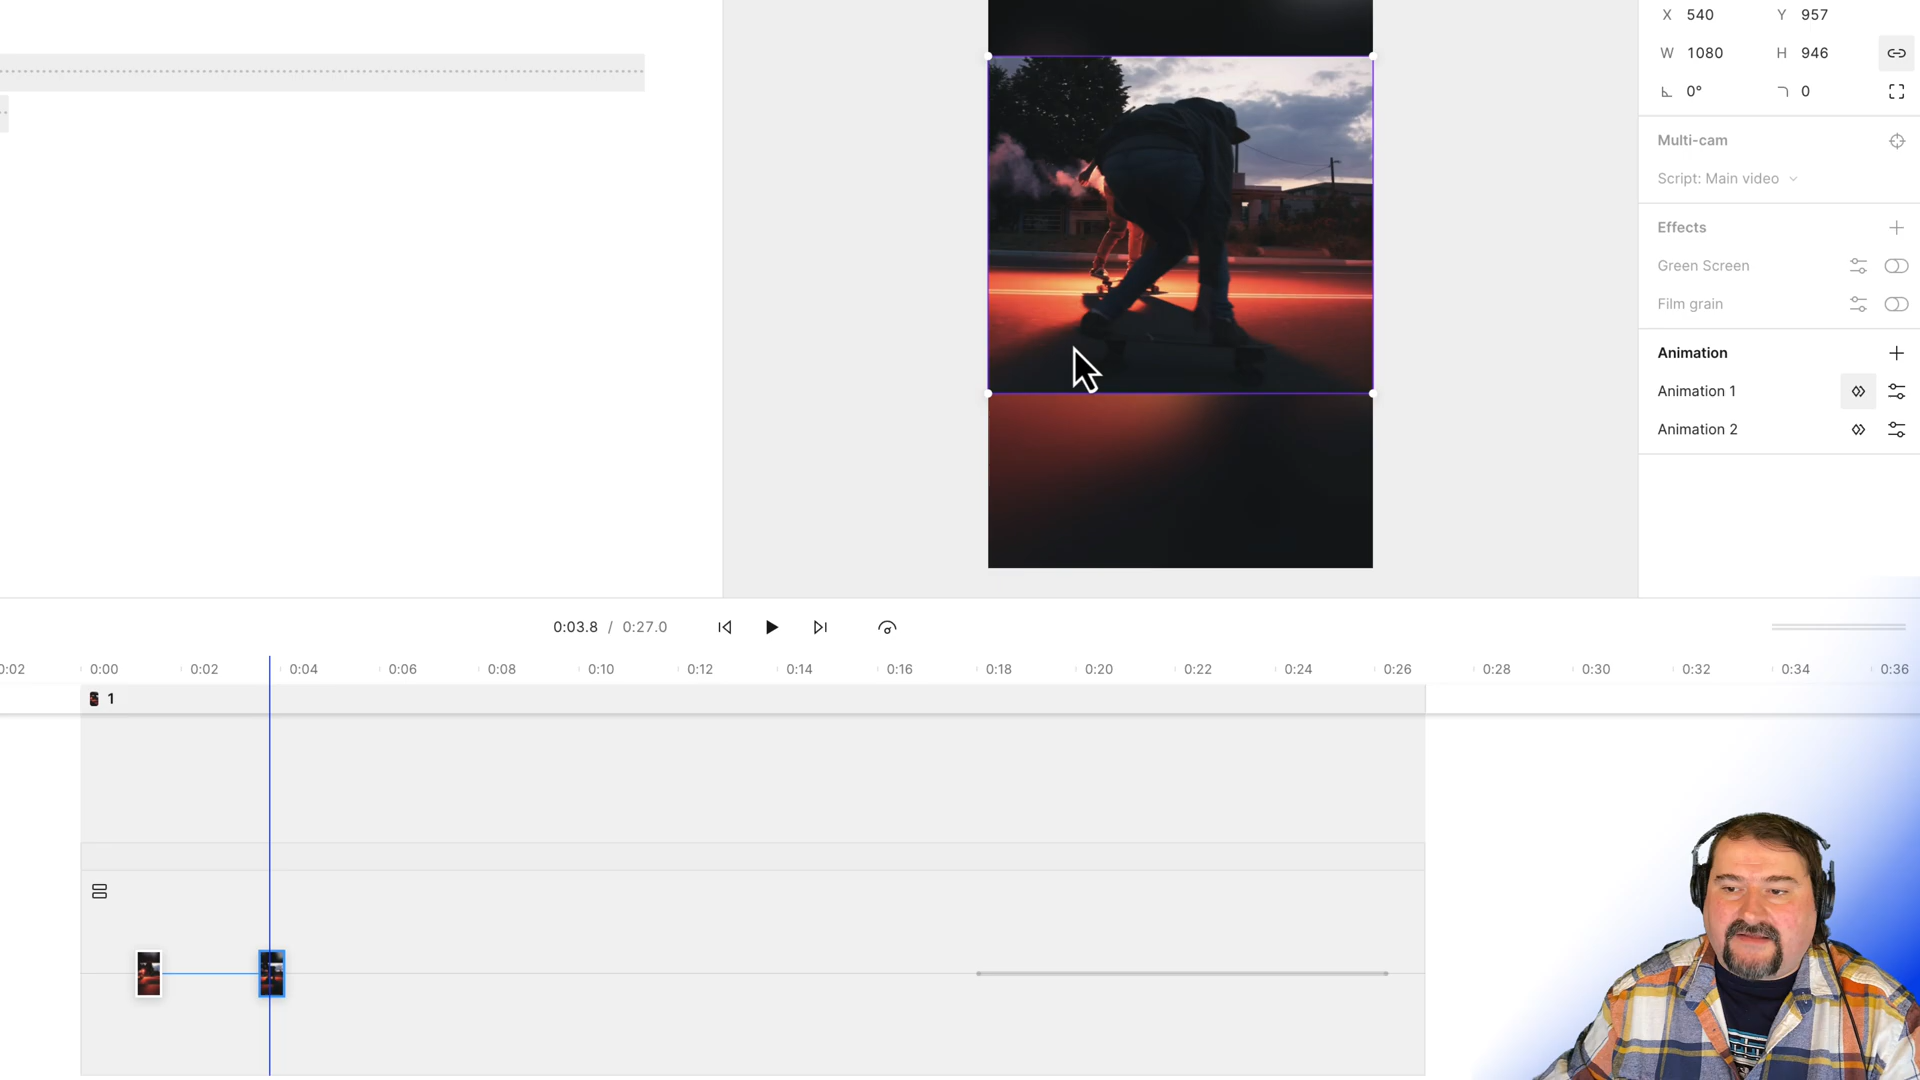 X 540 Y 957
W 1080 H 946
0° 0
Multi-cam
Script: Main video
Effects
Green Screen
Film grain
Animation
Animation 1
Animation 2
0:03.8 / 0:27.0
0:02 0:00 0:02 0:04 0:06 0:08 0:10 0:12 0:14 0:16 0:18 0:20 0:22 0:24 0:26 0:28 0:30 0:32 0:34 0:36
1